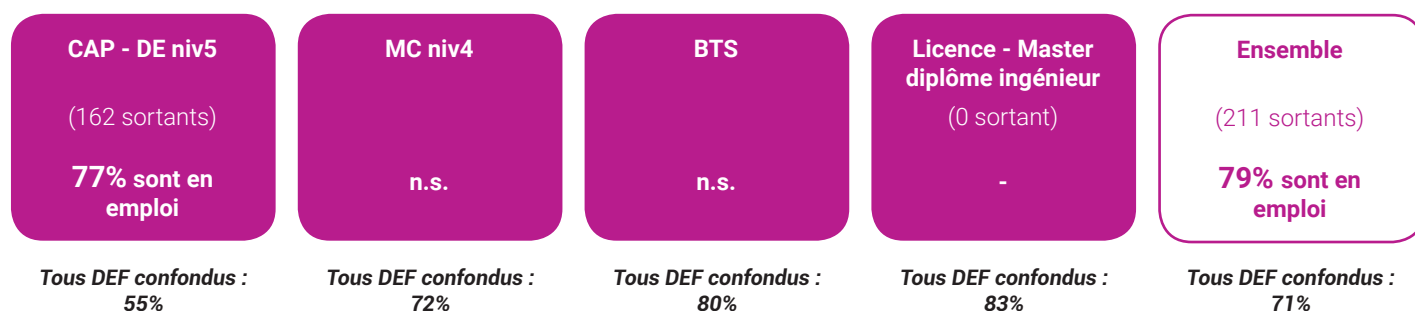 CAP - DE niv5
(162 sortants)
77% sont en
emploi
Tous DEF confondus :
55%
MC niv4
n.s.
Tous DEF confondus :
72%
BTS
n.s.
Tous DEF confondus :
80%
Licence - Master
diplôme ingénieur
(0 sortant)
-
Tous DEF confondus :
83%
Ensemble
(211 sortants)
79% sont en
emploi
Tous DEF confondus :
71%